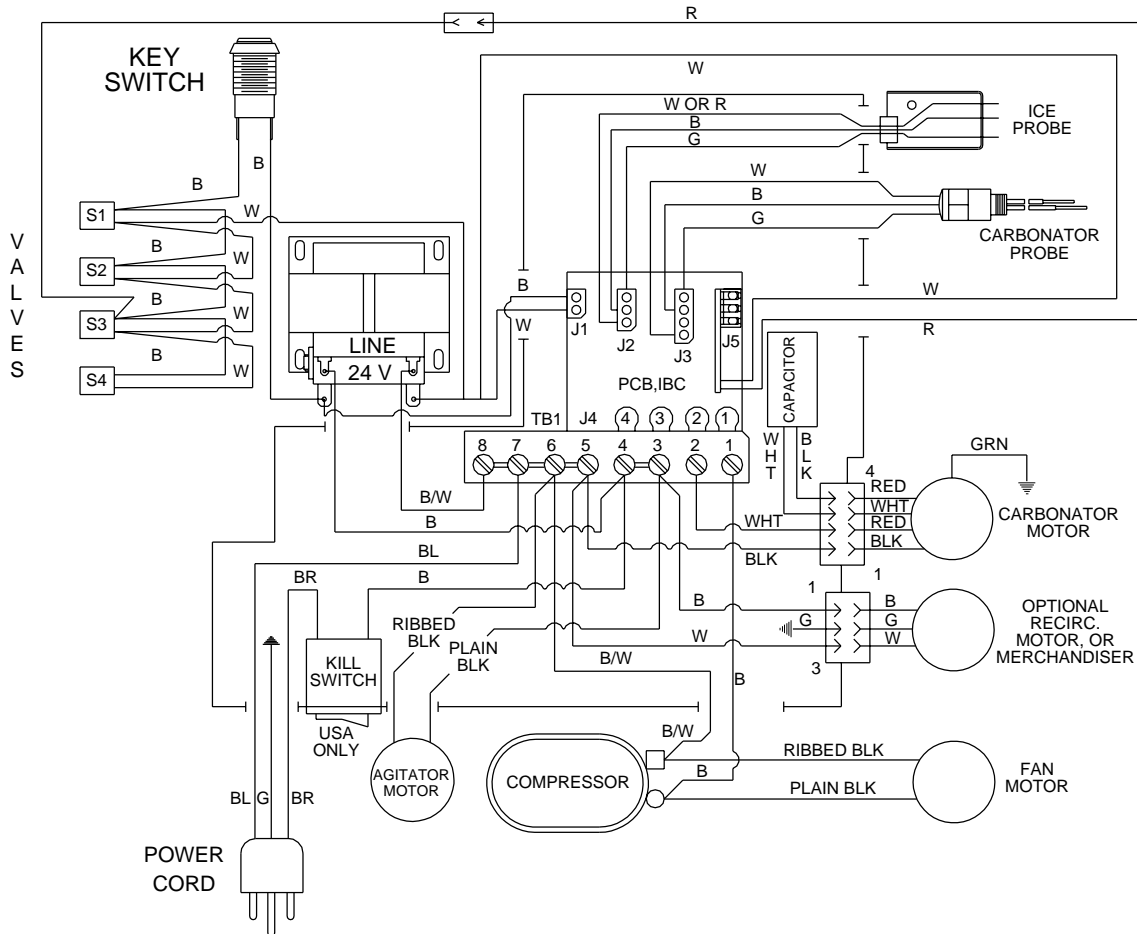 R
KEY
SWITCH
W
W OR R
B
G
ICE
PROBE
B
B
W
B
G
CARBONATOR
PROBE
VALVES
S1
W
B
W
S2
B
W
S3
B
W
S4
LINE
24 V
B
W
J1
J2
J3
J5
W
R
PCB,IBC
CAPACITOR
TB1
J4
4
3
2
1
8
7
6
5
4
3
2
1
WHT
BLK
4
GRN
RED
WHT
RED
BLK
CARBONATOR
MOTOR
B/W
B
WHT
BLK
BL
BR
B
1
1
B
G
W
B
G
W
3
OPTIONAL
RECIRC.
MOTOR, OR
MERCHANDISER
RIBBED
BLK
PLAIN
BLK
B/W
B
KILL
SWITCH
USA
ONLY
AGITATOR
MOTOR
B/W
B
COMPRESSOR
RIBBED BLK
PLAIN BLK
FAN
MOTOR
BL
G
BR
POWER
CORD